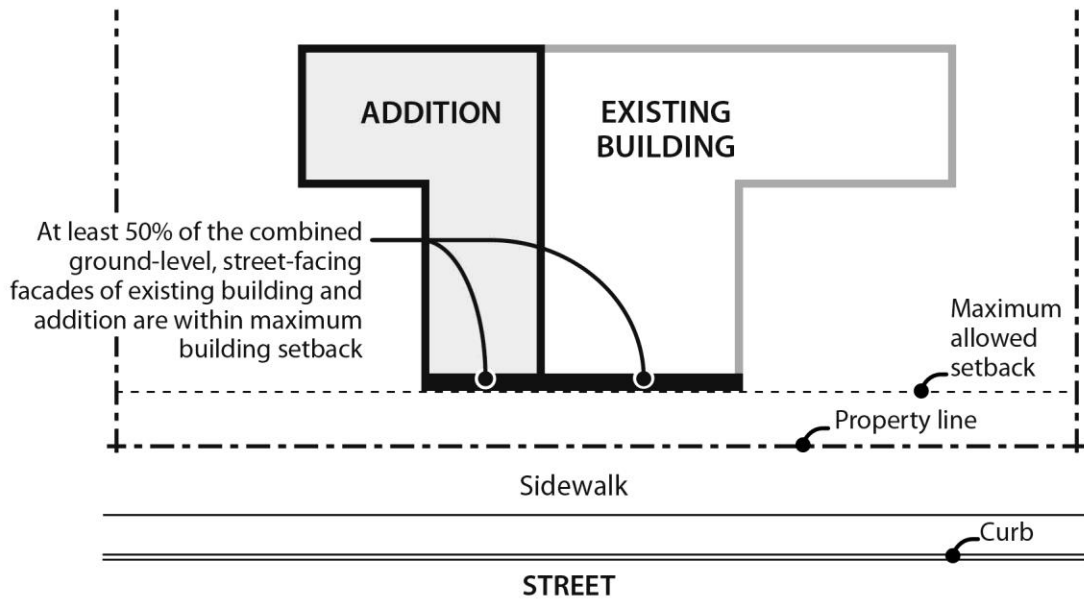 ADDITION
EXISTING
BUILDING
At least 50% of the combined
ground-level, street-facing
facades of existing building and
addition are within maximum
building setback
Maximum
allowed
setback
Property line
Sidewalk
Curb
STREET